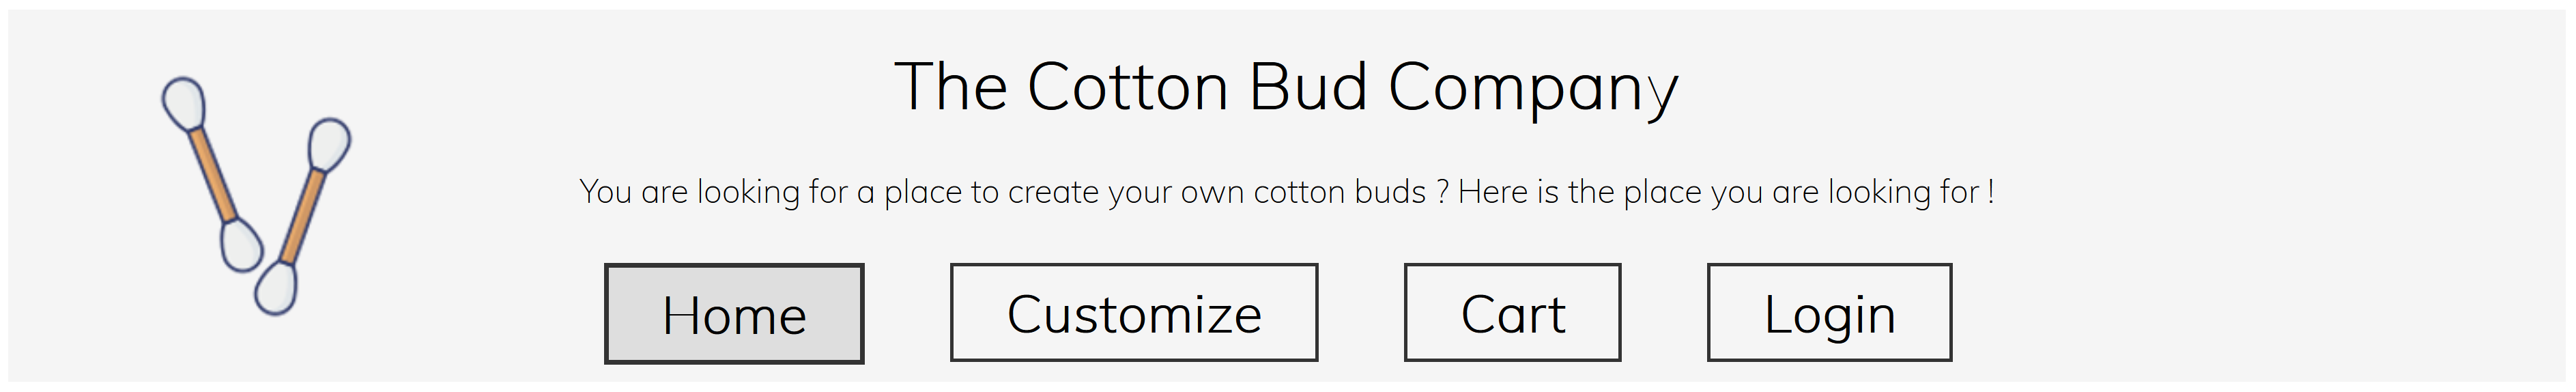 The Cotton Bud Company
You are looking for a place to create your own cotton buds ? Here is the place you are looking for !
Home Customize Cart Login